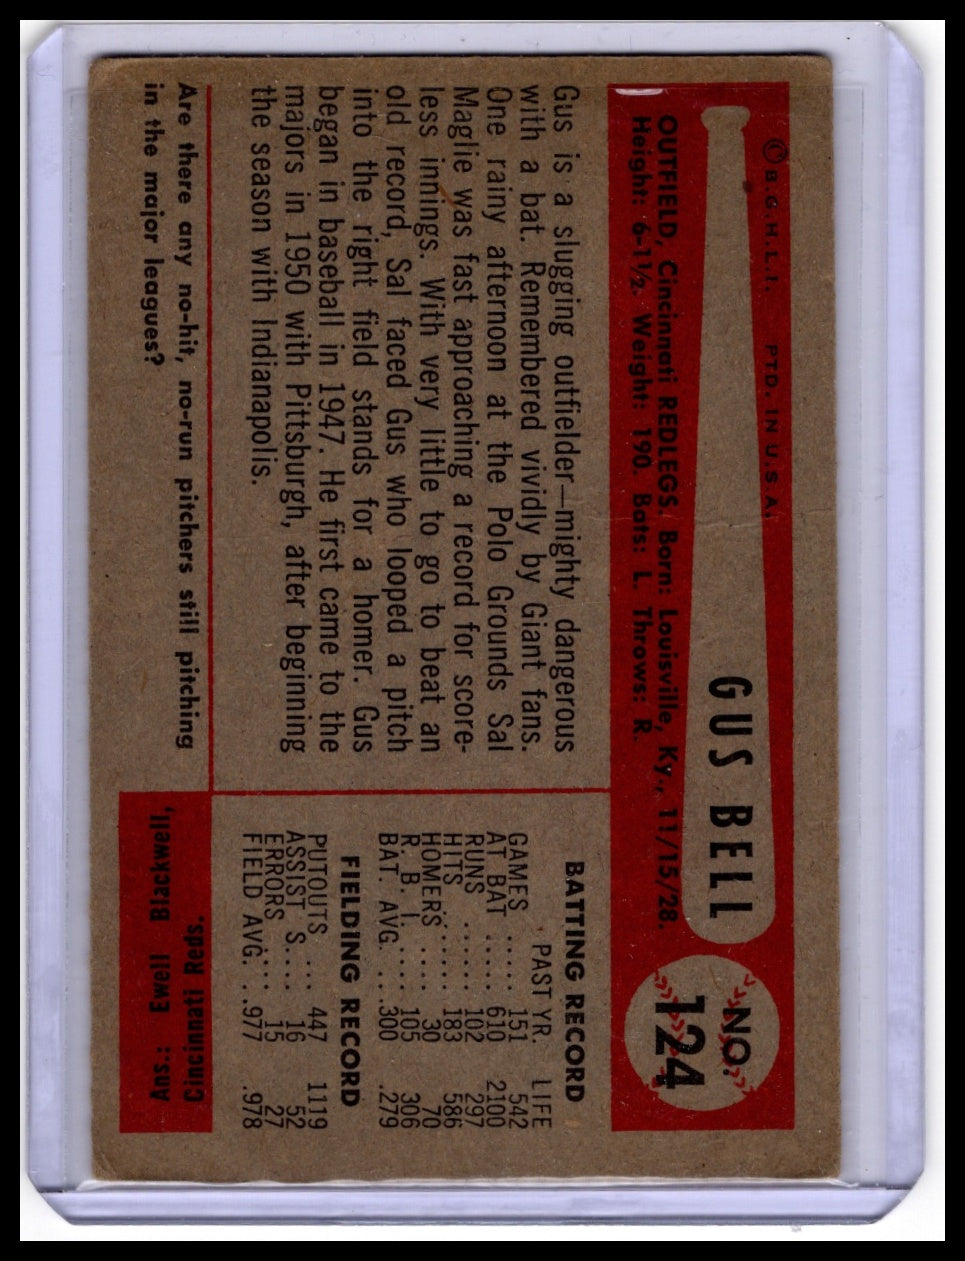 © B.G.H.L.I. PTD. IN U.S.A.
GUS BELL
NO.
124
OUTFIELD, Cincinnati REDLEGS Born: Louisville, Ky., 11/15/28.
Height: 6-1½. Weight: 190. Bats: L. Throws: R.
Gus is a slugging outfielder—mighty dangerous
with a bat. Remembered vividly by Giant fans.
One rainy afternoon at the Polo Grounds Sal
Maglie was fast approaching a record for score-
less innings. With very little to go to beat an
old record, Sal faced Gus who looped a pitch
into the right field stands for a homer. Gus
began in baseball in 1947. He first came to the
majors in 1950 with Pittsburgh, after beginning
the season with Indianapolis.
BATTING RECORD
PAST YR. LIFE
GAMES ..... 151 542
AT BAT ..... 610 2100
RUNS ...... 102 297
HITS ...... 183 586
HOMERS ..... 30 70
R. B. I. .... 105 306
BAT. AVG. ... .300 .279
FIELDING RECORD
PUTOUTS ... 447 1119
ASSIST S.... 16 52
ERRORS .... 15 27
FIELD AVG. .. .977 .978
Are there any no-hit, no-run pitchers still pitching
in the major leagues?
Ans.: Ewell Blackwell,
Cincinnati Reds.